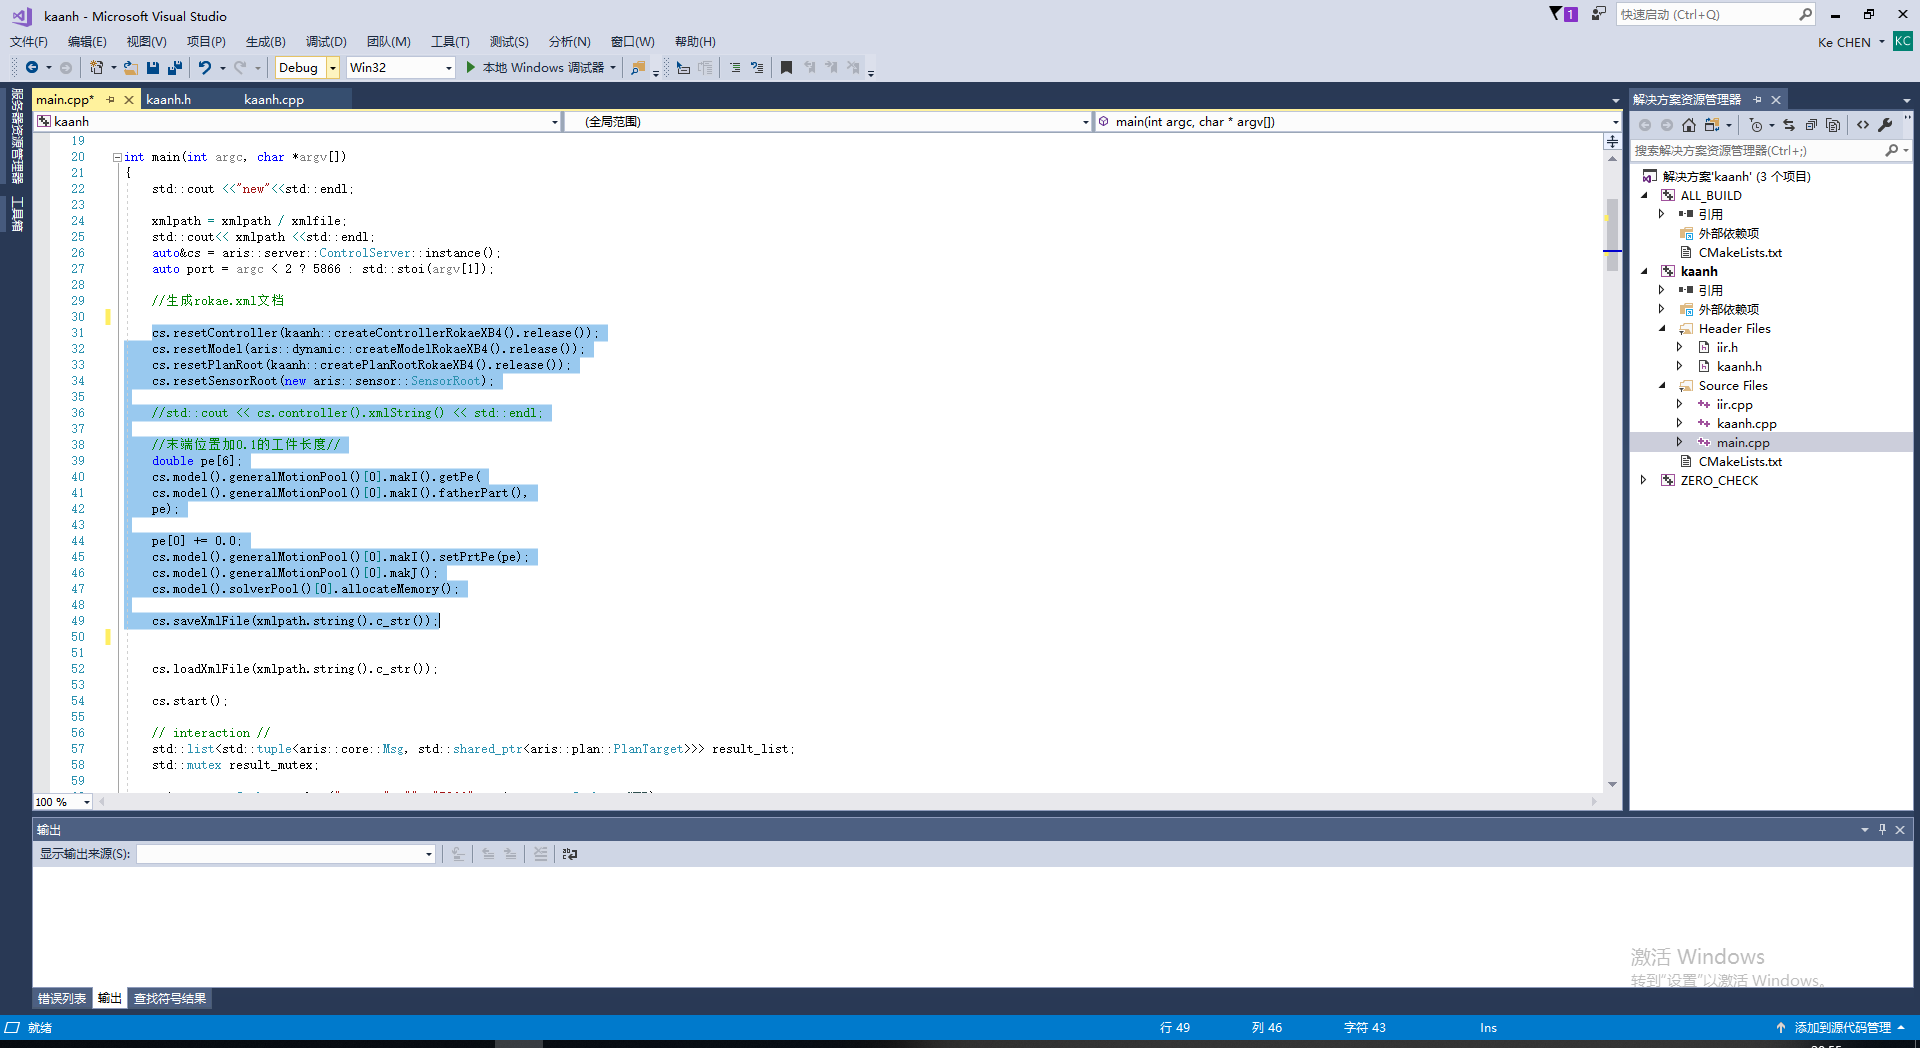 kaanh - Microsoft Visual Studio
1
快速启动 (Ctrl+Q)
文件(F) 编辑(E) 视图(V) 项目(P) 生成(B) 调试(D) 团队(M) 工具(T) 测试(S) 分析(N) 窗口(W) 帮助(H)
Ke CHEN KC
Debug Win32 本地 Windows 调试器
服务器资源管理器
工具箱
main.cpp* kaanh.h kaanh.cpp
kaanh (全局范围) main(int argc, char * argv[])
19
20 int main(int argc, char *argv[])
21 {
22 std::cout <<"new"<<std::endl;
23
24 xmlpath = xmlpath / xmlfile;
25 std::cout<< xmlpath <<std::endl;
26 auto&cs = aris::server::ControlServer::instance();
27 auto port = argc < 2 ? 5866 : std::stoi(argv[1]);
28
29 //生成rokae.xml文档
30
31 cs.resetController(kaanh::createControllerRokaeXB4().release());
32 cs.resetModel(aris::dynamic::createModelRokaeXB4().release());
33 cs.resetPlanRoot(kaanh::createPlanRootRokaeXB4().release());
34 cs.resetSensorRoot(new aris::sensor::SensorRoot);
35
36 //std::cout << cs.controller().xmlString() << std::endl;
37
38 //末端位置加0.1的工件长度//
39 double pe[6];
40 cs.model().generalMotionPool()[0].makI().getPe(
41 cs.model().generalMotionPool()[0].makI().fatherPart(),
42 pe);
43
44 pe[0] += 0.0;
45 cs.model().generalMotionPool()[0].makI().setPrtPe(pe);
46 cs.model().generalMotionPool()[0].makJ();
47 cs.model().solverPool()[0].allocateMemory();
48
49 cs.saveXmlFile(xmlpath.string().c_str());
50
51
52 cs.loadXmlFile(xmlpath.string().c_str());
53
54 cs.start();
55
56 // interaction //
57 std::list<std::tuple<aris::core::Msg, std::shared_ptr<aris::plan::PlanTarget>>> result_list;
58 std::mutex result_mutex;
59
100 %
解决方案资源管理器
搜索解决方案资源管理器(Ctrl+;)
解决方案'kaanh' (3 个项目)
ALL_BUILD
引用
外部依赖项
CMakeLists.txt
kaanh
引用
外部依赖项
Header Files
iir.h
kaanh.h
Source Files
iir.cpp
kaanh.cpp
main.cpp
CMakeLists.txt
ZERO_CHECK
输出
显示输出来源(S):
激活 Windows
转到"设置"以激活 Windows。
错误列表 输出 查找符号结果
就绪 行 49 列 46 字符 43 Ins 添加到源代码管理